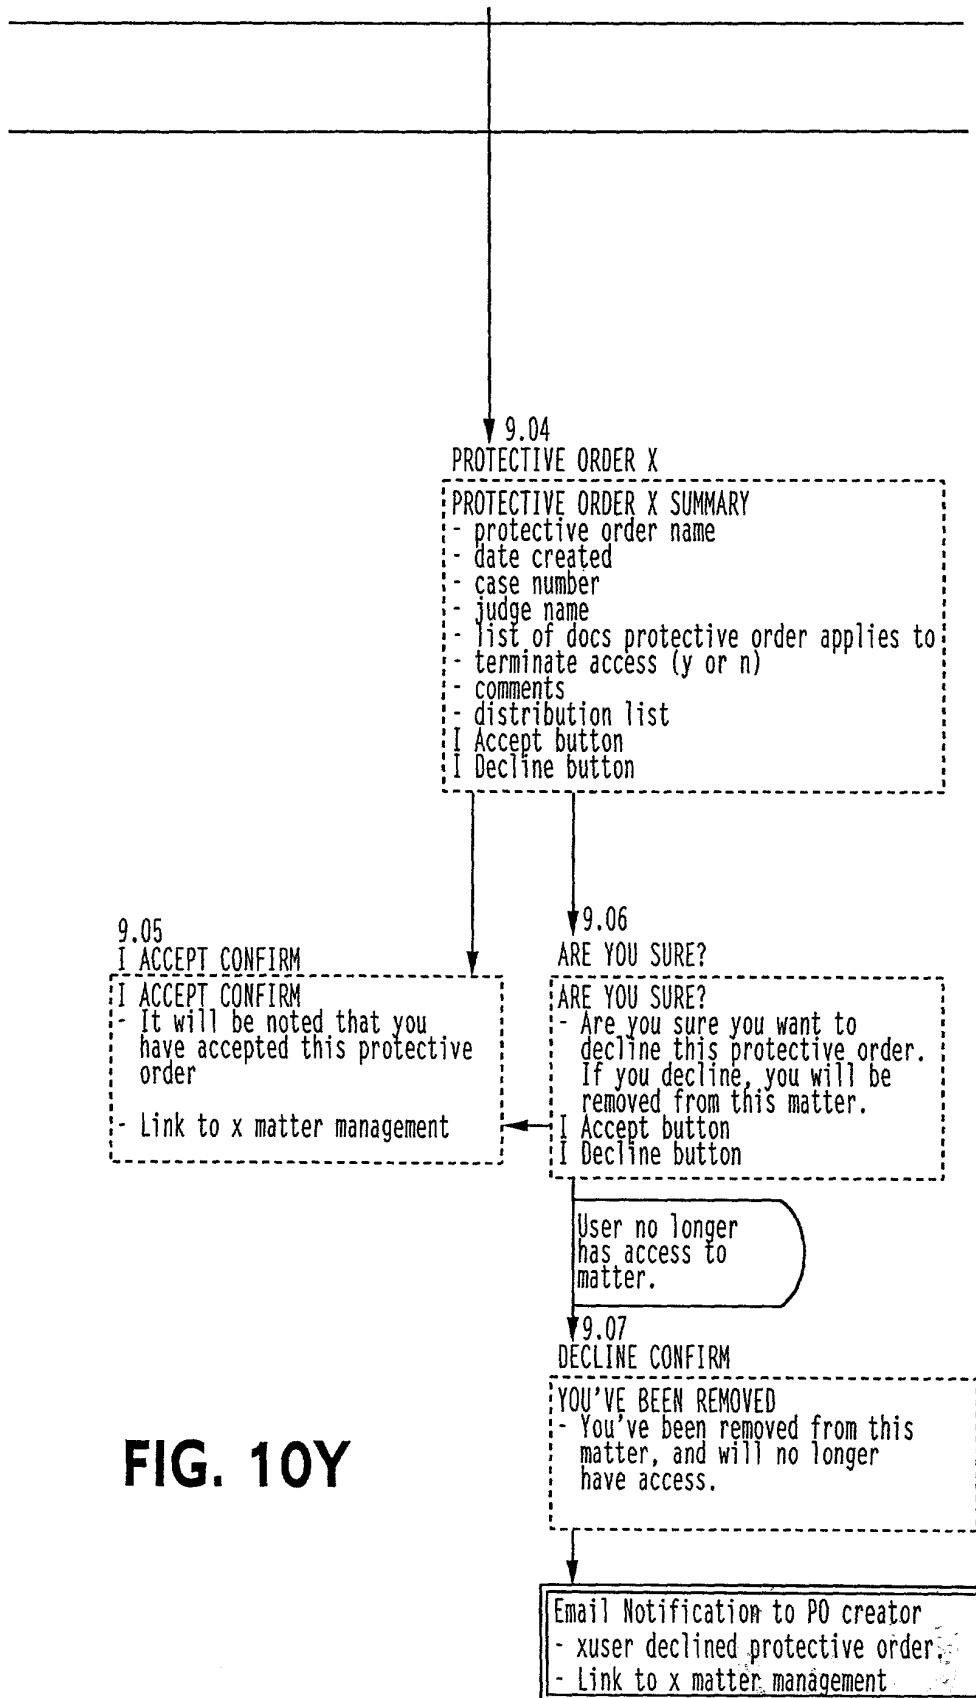 9.04
PROTECTIVE ORDER X
PROTECTIVE ORDER X SUMMARY
- protective order name
- date created
- case number
- judge name
- list of docs protective order applies to
- terminate access (y or n)
- comments
- distribution list
I Accept button
I Decline button
9.05
I ACCEPT CONFIRM
I ACCEPT CONFIRM
- It will be noted that you
have accepted this protective
order
- Link to x matter management
9.06
ARE YOU SURE?
ARE YOU SURE?
- Are you sure you want to
decline this protective order.
If you decline, you will be
removed from this matter.
I Accept button
I Decline button
User no longer
has access to
matter.
9.07
DECLINE CONFIRM
YOU'VE BEEN REMOVED
- You've been removed from this
matter, and will no longer
have access.
FIG. 10Y
Email Notification to PO creator
- xuser declined protective order.
- Link to x matter management